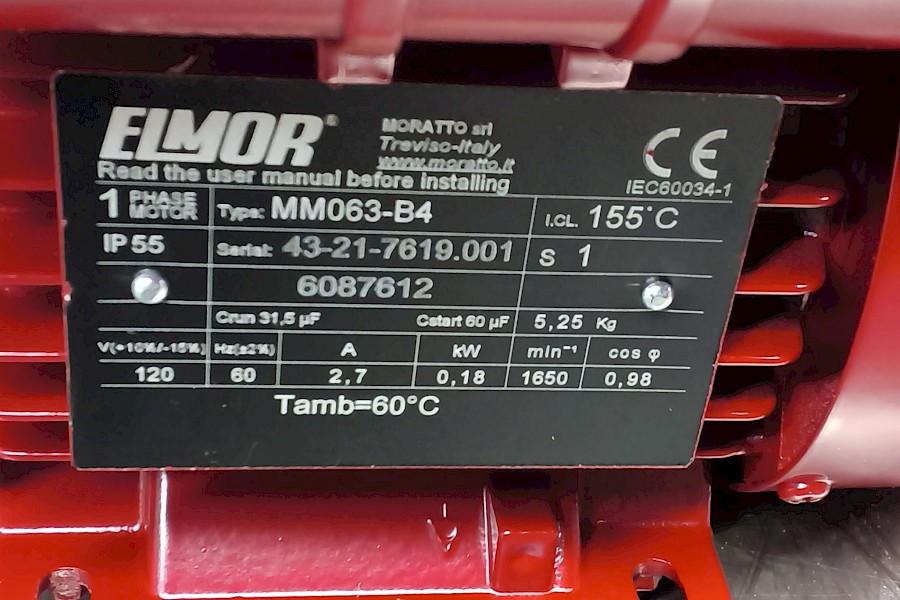 ELMOR®
MORATTO srl
Treviso-Italy
www.moratto.it
CE
IEC60034-1
Read the user manual before installing
1 PHASE MOTOR Type: MM063-B4 I.CL. 155°C
IP 55 Serial: 43-21-7619.001 S 1
6087612
Crun 31,5 µF Cstart 60 µF 5,25 Kg
V(+10%/-15%) Hz(±2%) A kW min⁻¹ cos φ
120 60 2,7 0,18 1650 0,98
Tamb=60°C